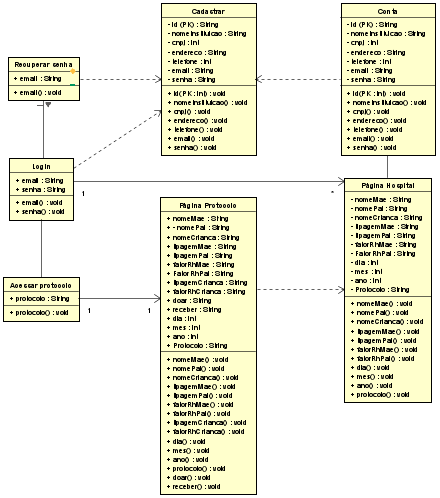 Cadastrar
- id (PK) : String
- nomeInstituicao : String
- cnpj : int
- endereco : String
- telefone : int
- email : String
- senha : String
+ id(PK : int) : void
+ nomeInstituicao() : void
+ cnpj() : void
+ endereco() : void
+ telefone() : void
+ email() : void
+ senha() : void
Conta
- id (PK) : String
- nomeInstituicao : String
- cnpj : int
- endereco : String
- telefone : int
- email : String
- senha : String
+ id(PK : int) : void
+ nomeInstituicao() : void
+ cnpj() : void
+ endereco() : void
+ telefone() : void
+ email() : void
+ senha() : void
Recuperar senha
+ email : String
+ email() : void
Login
+ email : String
+ senha : String
+ email() : void
+ senha() : void
1
*
Página Hospital
- nomeMae : String
- nomePai : String
- nomeCrianca : String
- tipagemMae : String
- tipagemPai : String
- fatorRhMae : String
- FatorRhPai : String
- dia : int
- mes : int
- ano : int
- Protocolo : String
+ nomeMae() : void
+ nomePai() : void
+ nomeCrianca() : void
+ tipagemMae() : void
+ tipagemPai() : void
+ fatorRhMae() : void
+ fatorRhPai() : void
+ dia() : void
+ mes() : void
+ ano() : void
+ protocolo() : void
Acessar protocolo
+ protocolo : String
+ protocolo() : void
1
1
Página Protocolo
+ nomeMae : String
+ - nomePai : String
+ nomeCrianca : String
+ tipagemMae : String
+ tipagemPai : String
+ fatorRhMae : String
+ FatorRhPai : String
+ tipagemCrianca : String
+ fatorRhCrianca : String
+ doar : String
+ receber : String
+ dia : int
+ mes : int
+ ano : int
+ Protocolo : String
+ nomeMae() : void
+ nomePai() : void
+ nomeCrianca() : void
+ tipagemMae() : void
+ tipagemPai() : void
+ fatorRhMae() : void
+ fatorRhPai() : void
+ tipagemCrianca() : void
+ fatorRhCrianca() : void
+ dia() : void
+ mes() : void
+ ano() : void
+ protocolo() : void
+ doar() : void
+ receber() : void